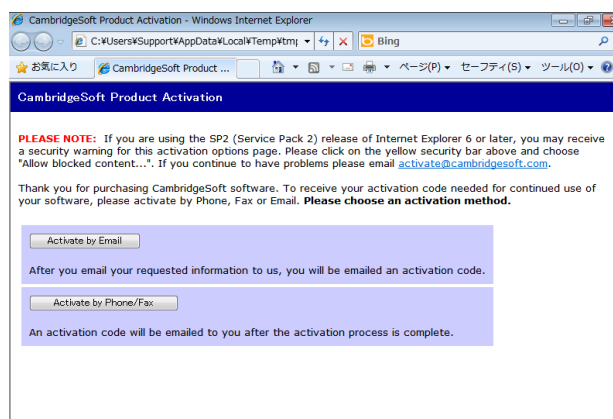 CambridgeSoft Product Activation - Windows Internet Explorer
C:¥Users¥Support¥AppData¥Local¥Temp¥tmp
Bing
お気に入り
CambridgeSoft Product ...
ページ(P)
セーフティ(S)
ツール(O)
CambridgeSoft Product Activation
PLEASE NOTE: If you are using the SP2 (Service Pack 2) release of Internet Explorer 6 or later, you may receive
a security warning for this activation options page. Please click on the yellow security bar above and choose
"Allow blocked content...". If you continue to have problems please email activate@cambridgesoft.com.
Thank you for purchasing CambridgeSoft software. To receive your activation code needed for continued use of
your software, please activate by Phone, Fax or Email. Please choose an activation method.
Activate by Email
After you email your requested information to us, you will be emailed an activation code.
Activate by Phone/Fax
An activation code will be emailed to you after the activation process is complete.